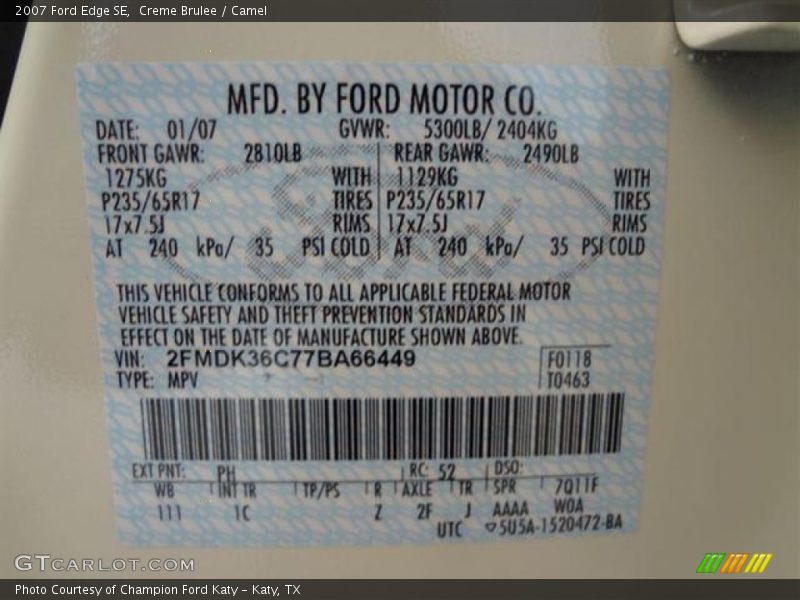 2007 Ford Edge SE,  Creme Brulee / Camel
MFD. BY FORD MOTOR CO.
DATE: 01/07 GVWR: 5300LB/ 2404KG
FRONT GAWR: 2810LB REAR GAWR: 2490LB
1275KG WITH 1129KG WITH
P235/65R17 TIRES P235/65R17 TIRES
17x7.5J RIMS 17x7.5J RIMS
AT 240 kPa/ 35 PSI COLD AT 240 kPa/ 35 PSI COLD
THIS VEHICLE CONFORMS TO ALL APPLICABLE FEDERAL MOTOR
VEHICLE SAFETY AND THEFT PREVENTION STANDARDS IN
EFFECT ON THE DATE OF MANUFACTURE SHOWN ABOVE.
VIN: 2FMDK36C77BA66449 F0118
TYPE: MPV T0463
EXT PNT: PH RC: 52 DSO:
WB INT TR TP/PS R AXLE TR SPR 7Q11F
111 1C Z 2F J AAAA WOA
UTC 5U5A-1520472-BA
GTCARLOT.COM
Photo Courtesy of Champion Ford Katy - Katy, TX